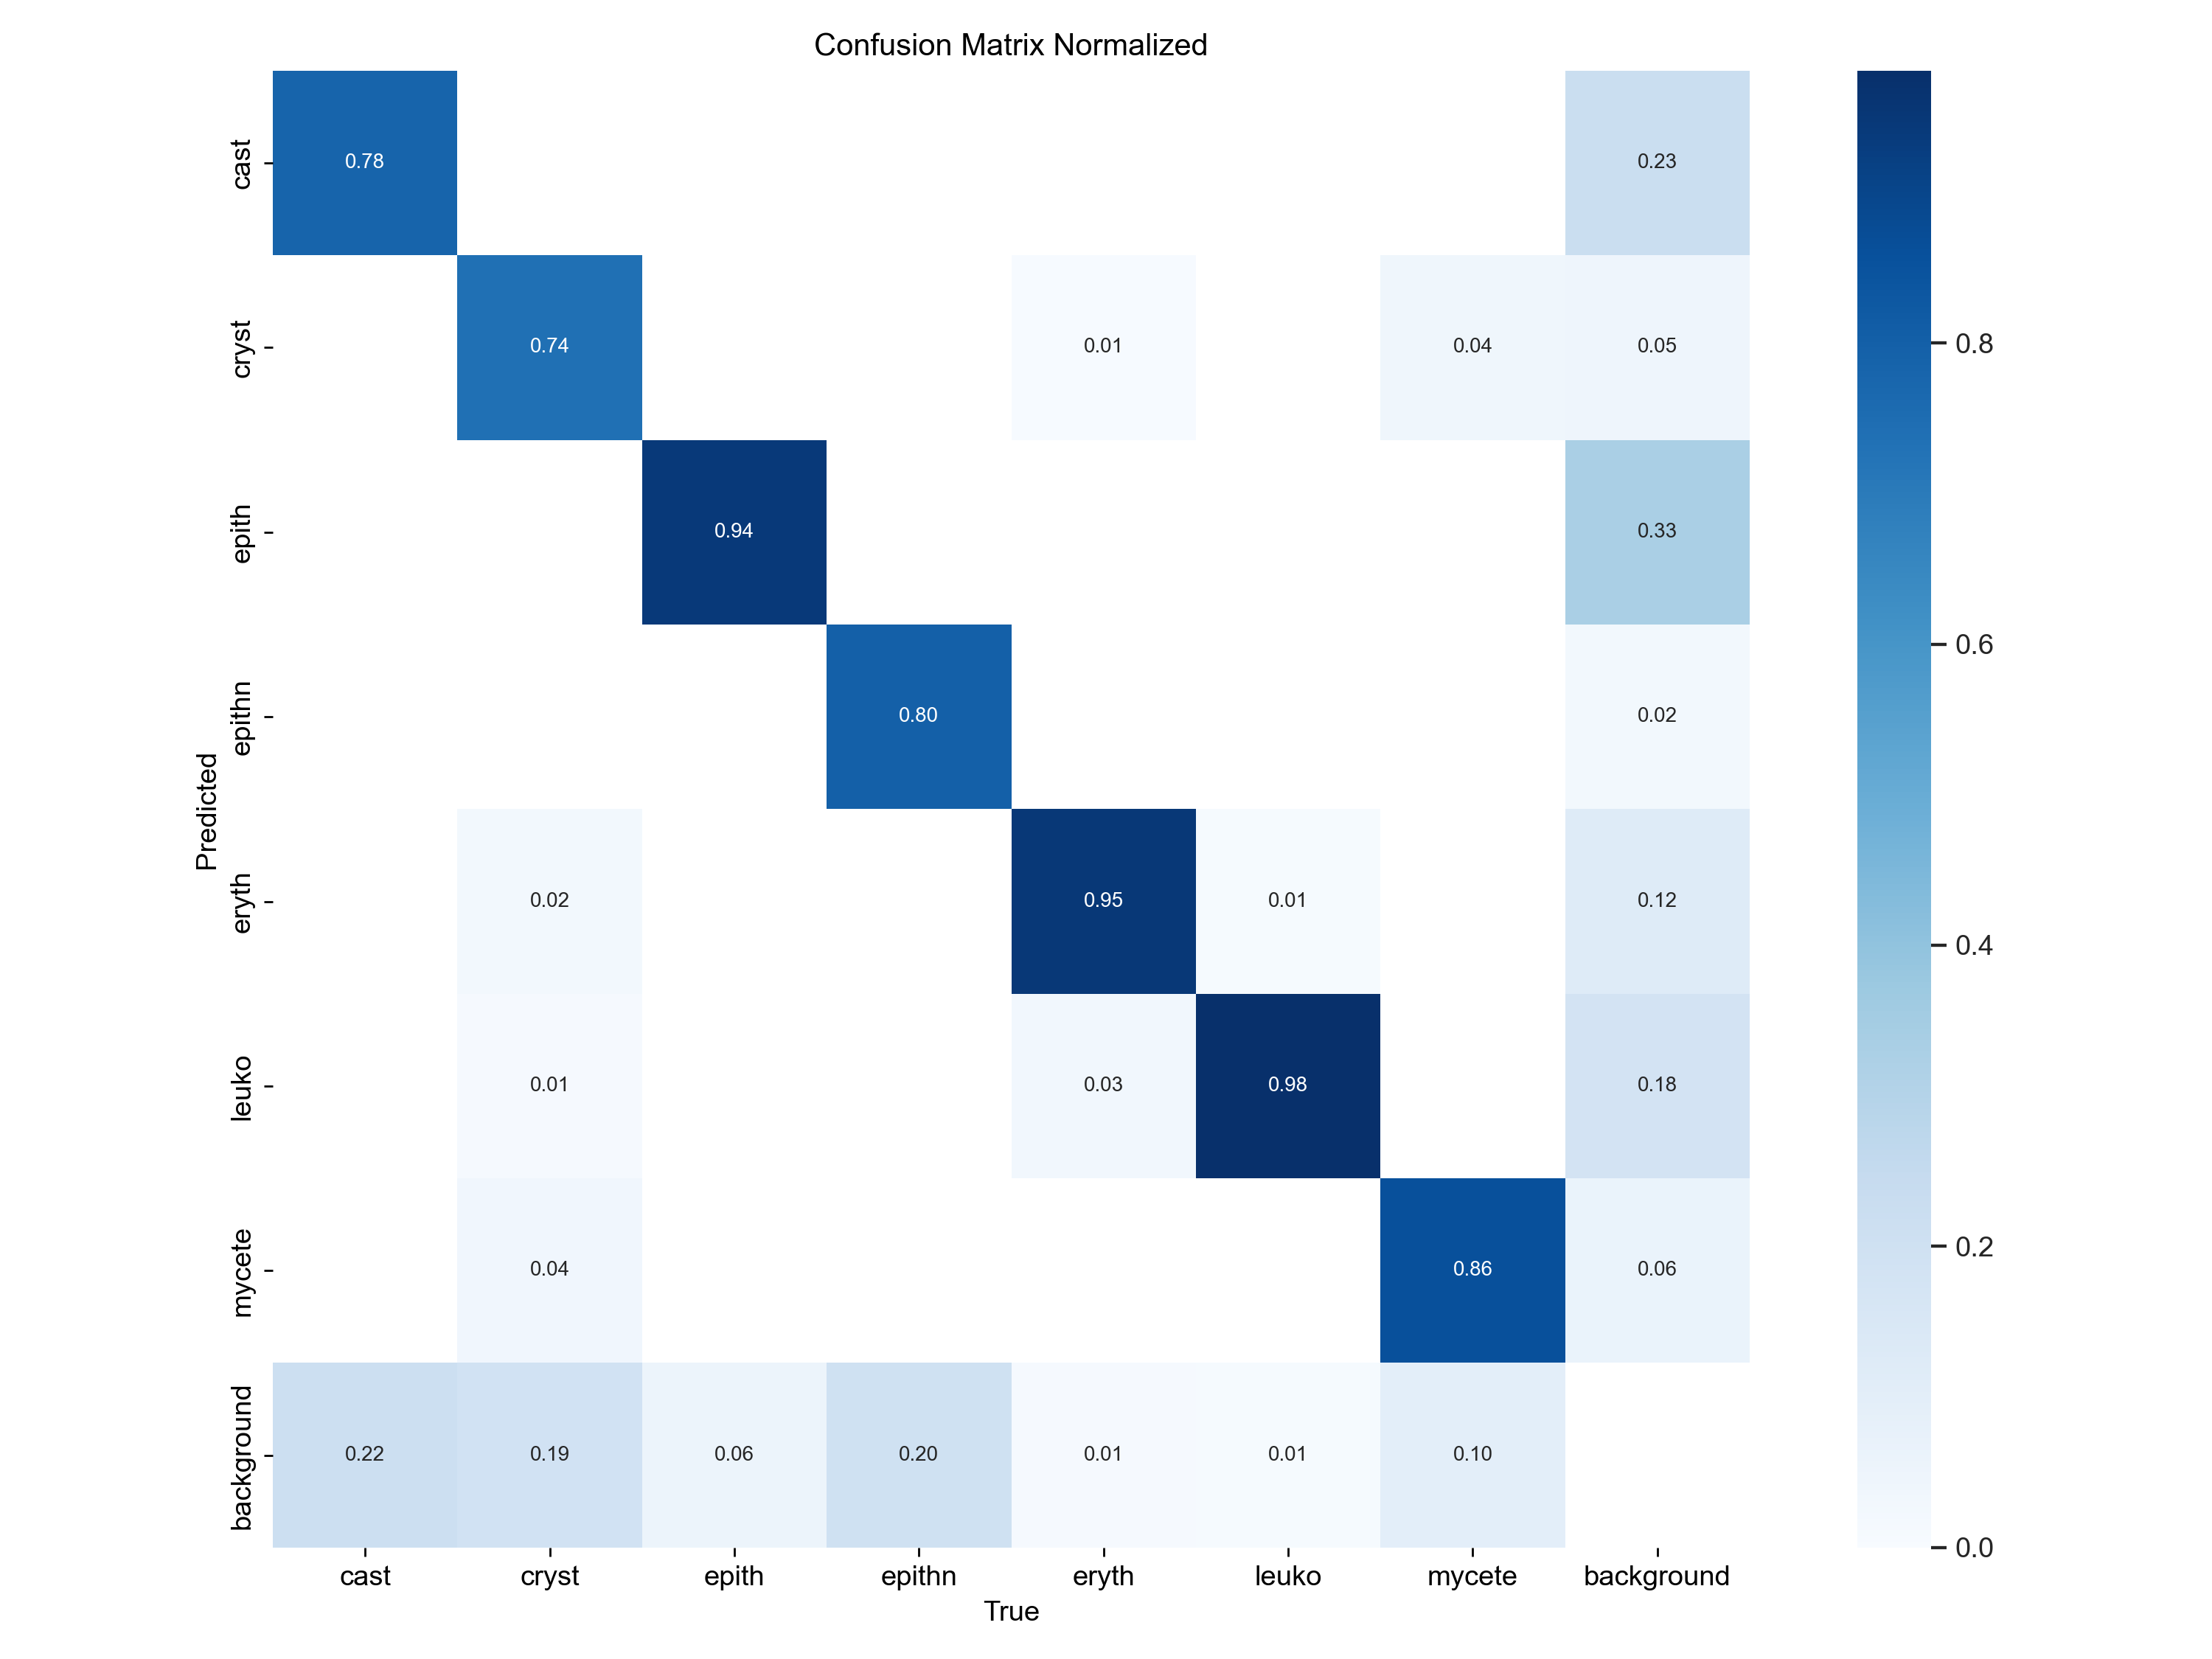 Confusion Matrix Normalized
cast 0.78 0.23
cryst 0.74 0.01 0.04 0.05
epith 0.94 0.33
epithn 0.80 0.02
eryth 0.02 0.95 0.01 0.12
leuko 0.01 0.03 0.98 0.18
mycete 0.04 0.86 0.06
background 0.22 0.19 0.06 0.20 0.01 0.01 0.10
Predicted
cast cryst epith epithn eryth leuko mycete background
True
0.8
0.6
0.4
0.2
0.0